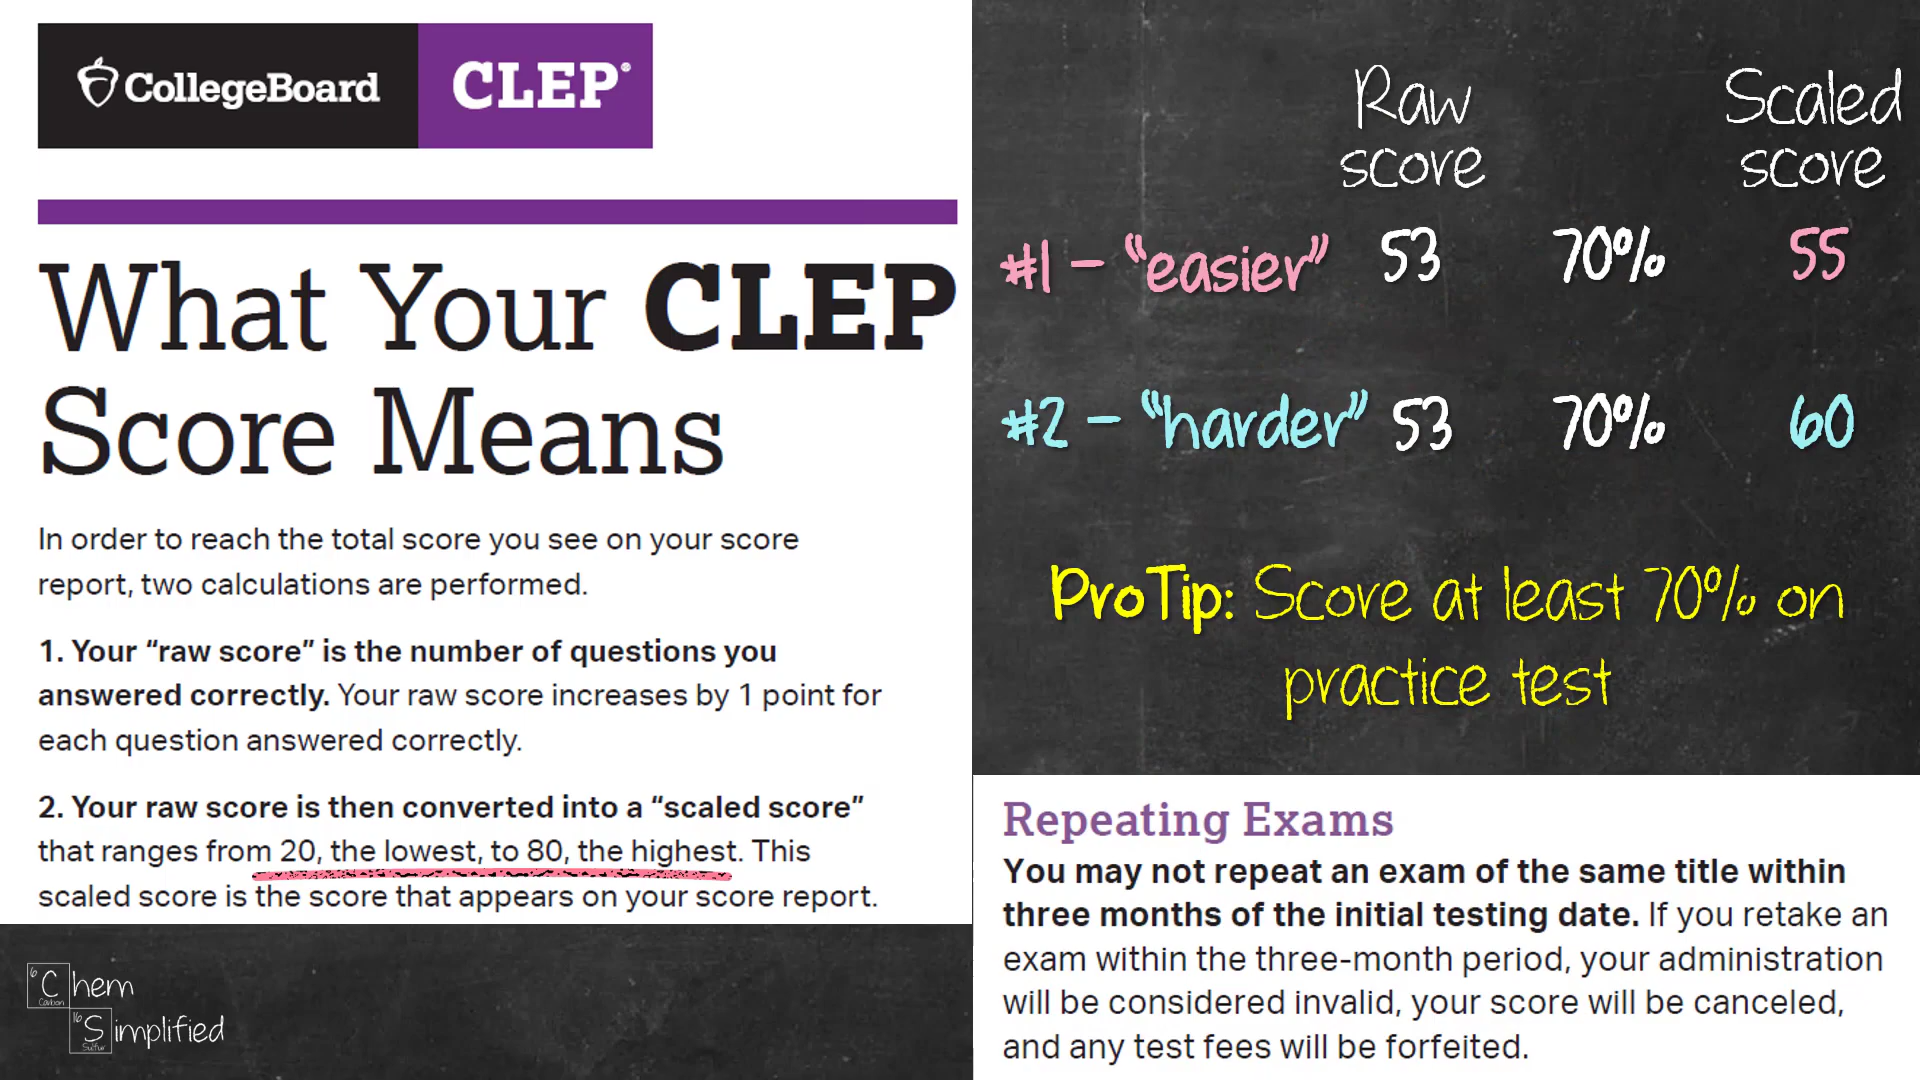 CollegeBoard CLEP®
What Your CLEP
Score Means
In order to reach the total score you see on your score
report, two calculations are performed.
1. Your “raw score” is the number of questions you
answered correctly. Your raw score increases by 1 point for
each question answered correctly.
2. Your raw score is then converted into a “scaled score”
that ranges from 20, the lowest, to 80, the highest. This
scaled score is the score that appears on your score report.
6
Chem
Carbon
16
Simplified
Sulfur
Raw
score
Scaled
score
#1 – “easier” 53 70% 55
#2 – “harder” 53 70% 60
ProTip: Score at least 70% on
practice test
Repeating Exams
You may not repeat an exam of the same title within
three months of the initial testing date. If you retake an
exam within the three-month period, your administration
will be considered invalid, your score will be canceled,
and any test fees will be forfeited.